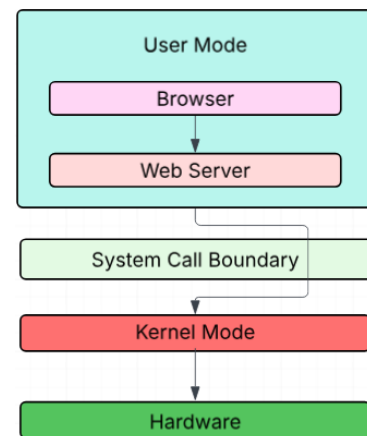 User Mode
Browser
Web Server
System Call Boundary
Kernel Mode
Hardware